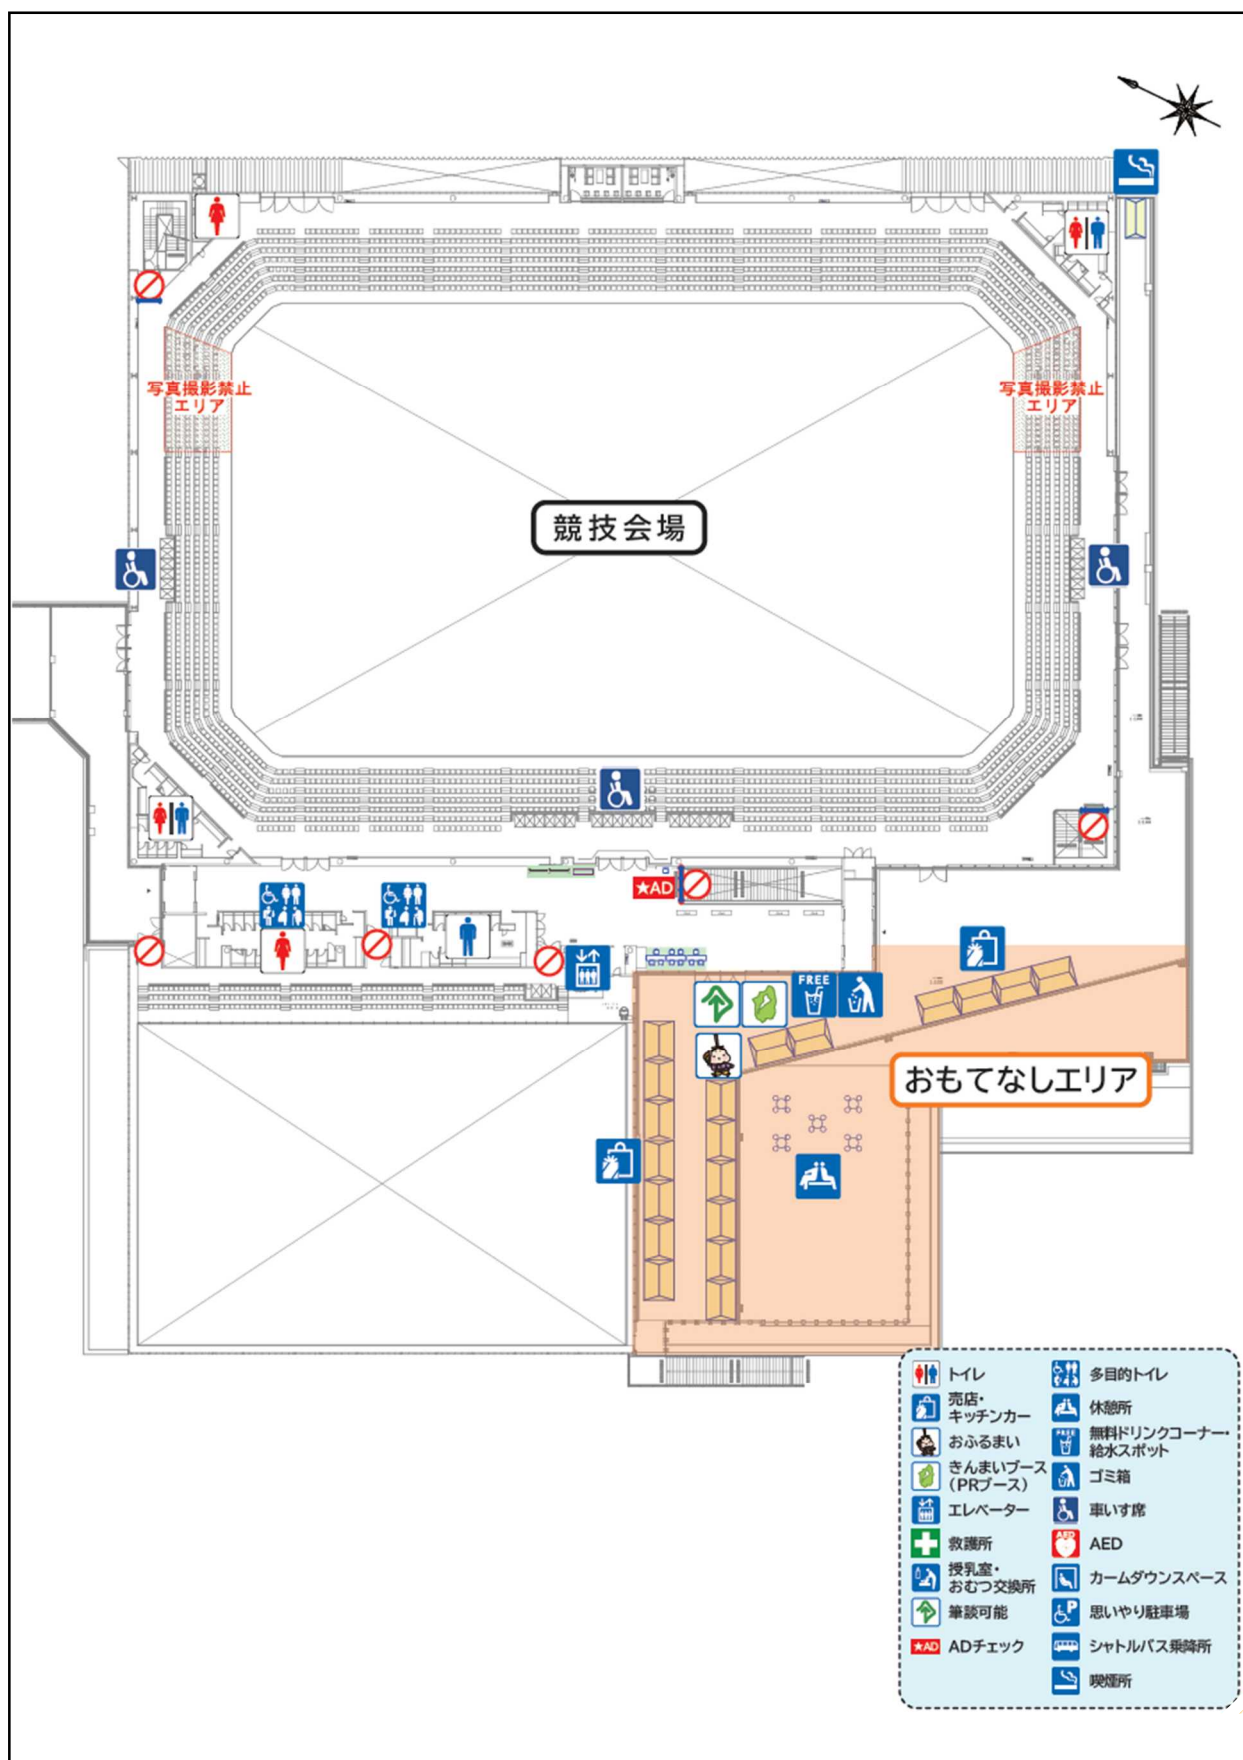 写真撮影禁止
エリア
写真撮影禁止
エリア
競技会場
★AD
FREE
おもてなしエリア
トイレ
多目的トイレ
売店・
キッチンカー
休憩所
おふるまい
FREE
無料ドリンクコーナー・
給水スポット
きんまいブース
(PRブース)
ゴミ箱
エレベーター
車いす席
救護所
AED
AED
授乳室・
おむつ交換所
カームダウンスペース
筆談可能
P
思いやり駐車場
★AD
ADチェック
シャトルバス乗降所
喫煙所